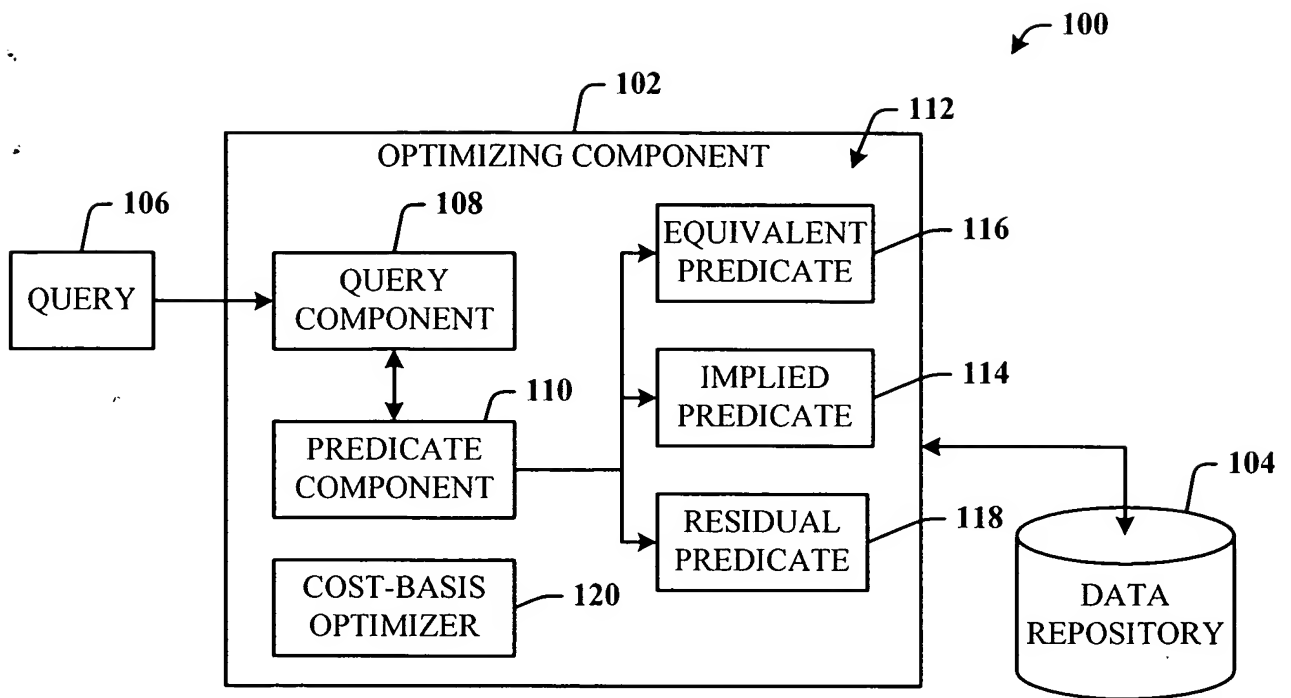 100
102
112
OPTIMIZING COMPONENT
106
108
EQUIVALENT
PREDICATE
116
QUERY
QUERY
COMPONENT
110
IMPLIED
PREDICATE
114
PREDICATE
COMPONENT
104
RESIDUAL
PREDICATE
118
COST-BASIS
OPTIMIZER
120
DATA
REPOSITORY